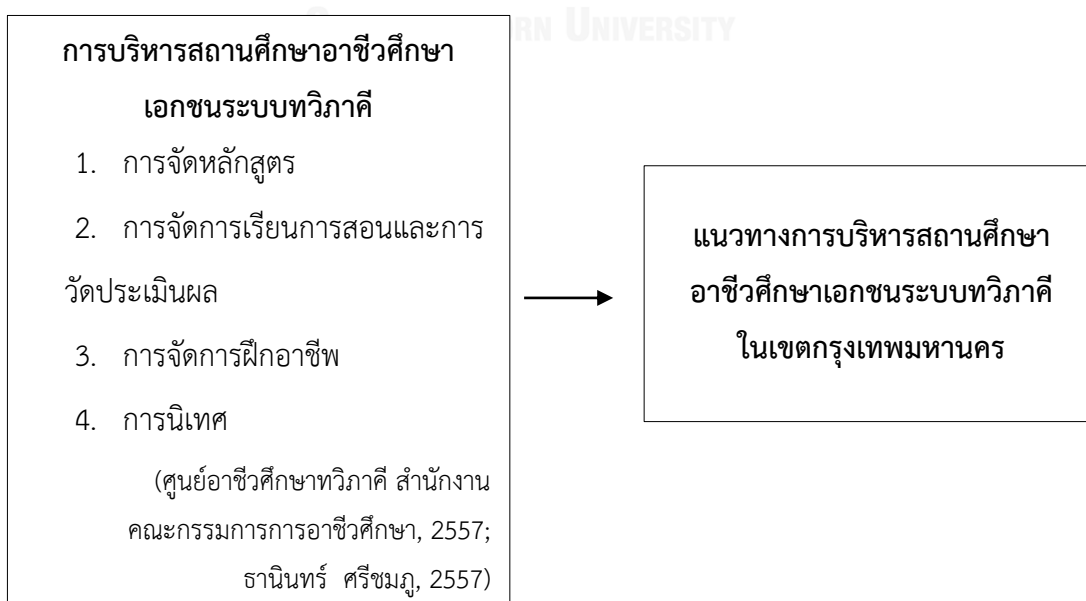 RN UNIVERSITY
การบริหารสถานศึกษาอาชีวศึกษา
เอกชนระบบทวิภาคี
1. การจัดหลักสูตร
2. การจัดการเรียนการสอนและการ
วัดประเมินผล
3. การจัดการฝึกอาชีพ
4. การนิเทศ
(ศูนย์อาชีวศึกษาทวิภาคี สำนักงาน
คณะกรรมการการอาชีวศึกษา, 2557;
ธานินทร์ ศรีชมภู, 2557)
แนวทางการบริหารสถานศึกษา
อาชีวศึกษาเอกชนระบบทวิภาคี
ในเขตกรุงเทพมหานคร